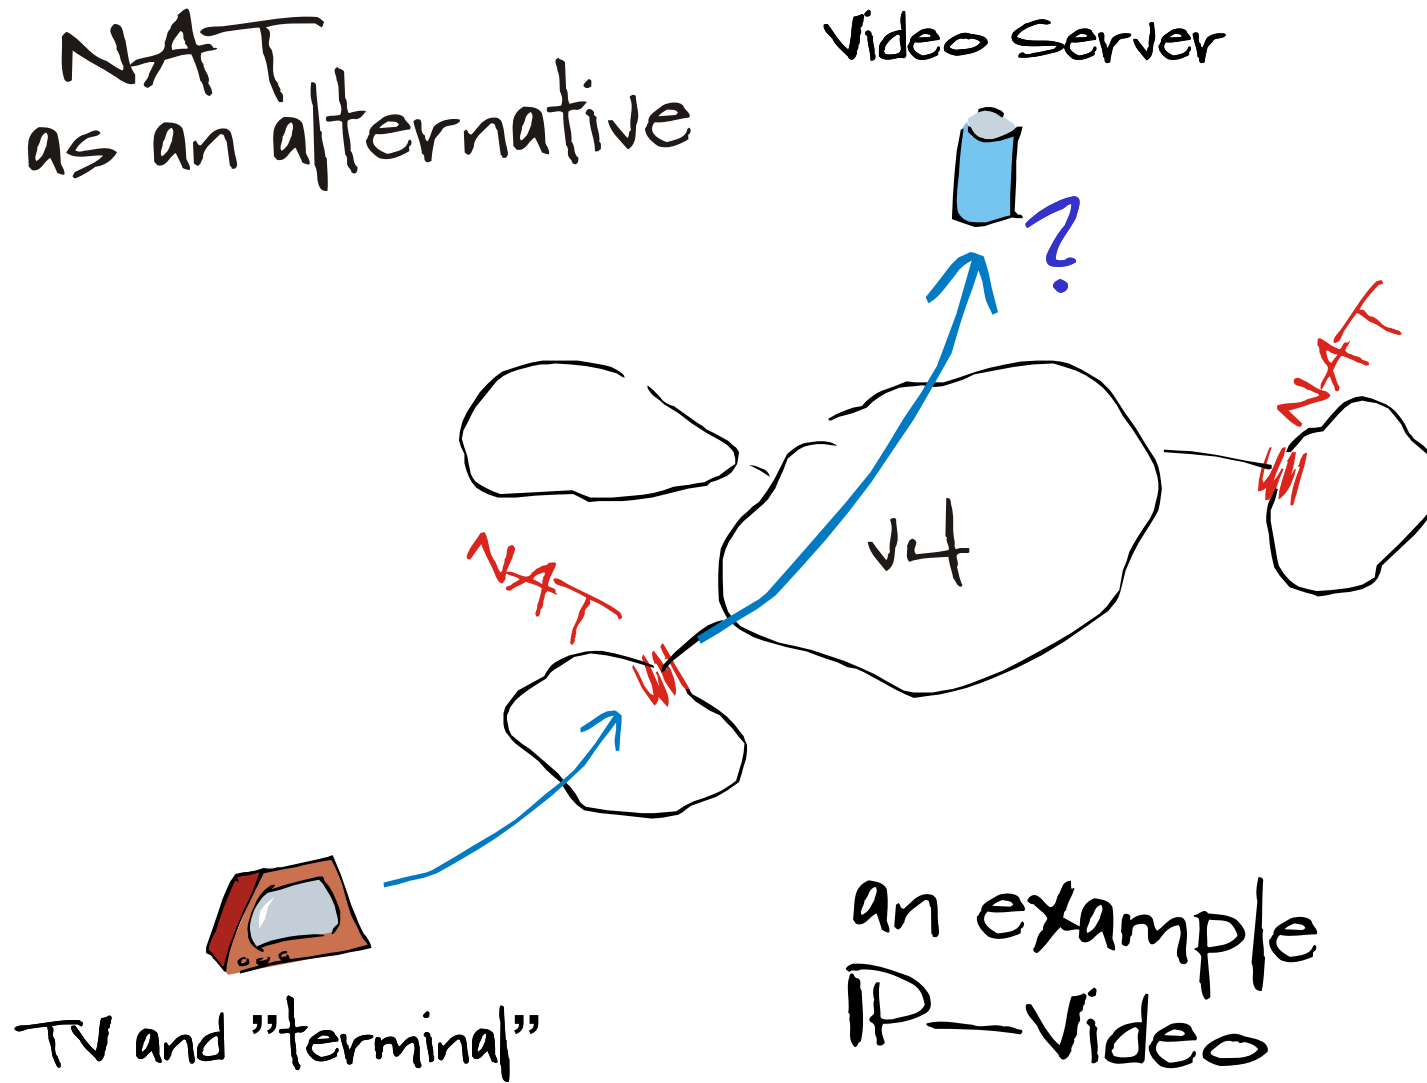 NAT
as an alternative
Video Server
?
NAT
NAT
v4
TV and ”terminal”
an example
IP-Video